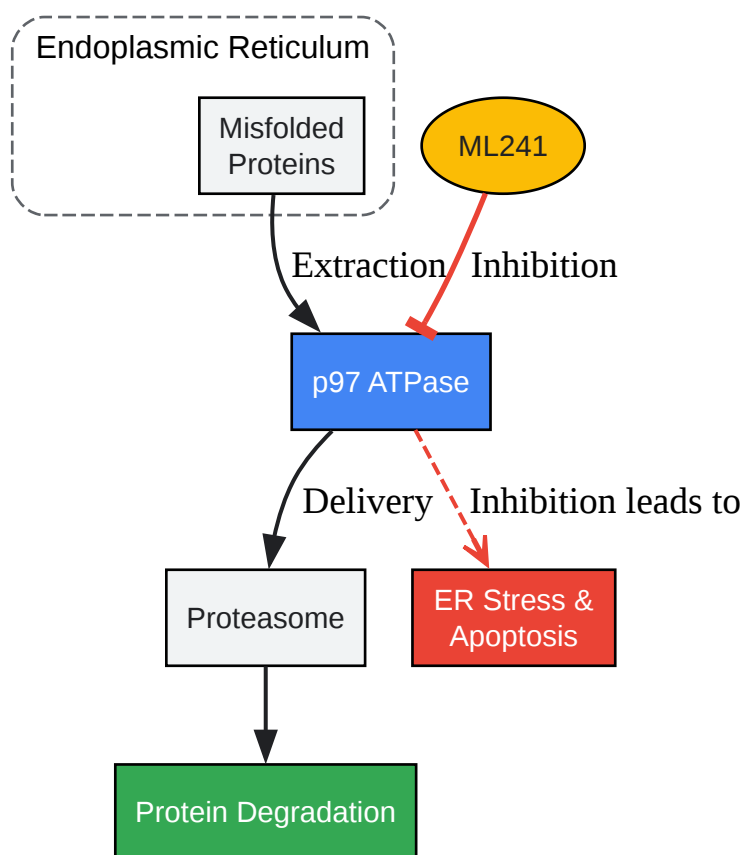 Endoplasmic Reticulum
Misfolded
Proteins
ML241
Extraction
Inhibition
p97 ATPase
Delivery
Inhibition leads to
Proteasome
ER Stress &
Apoptosis
Protein Degradation